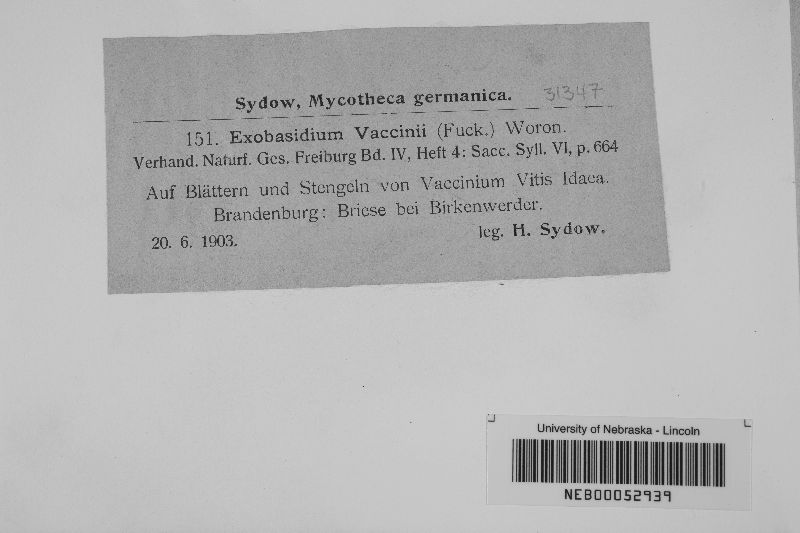 Sydow, Mycotheca germanica. 31347
151. Exobasidium Vaccinii (Fuck.) Woron.
Verhand. Naturf. Ges. Freiburg Bd. IV, Heft 4; Sacc. Syll. VI, p. 664
Auf Blättern und Stengeln von Vaccinium Vitis Idaea.
Brandenburg: Briese bei Birkenwerder.
20. 6. 1903. leg. H. Sydow.
University of Nebraska - Lincoln
NEB00052939